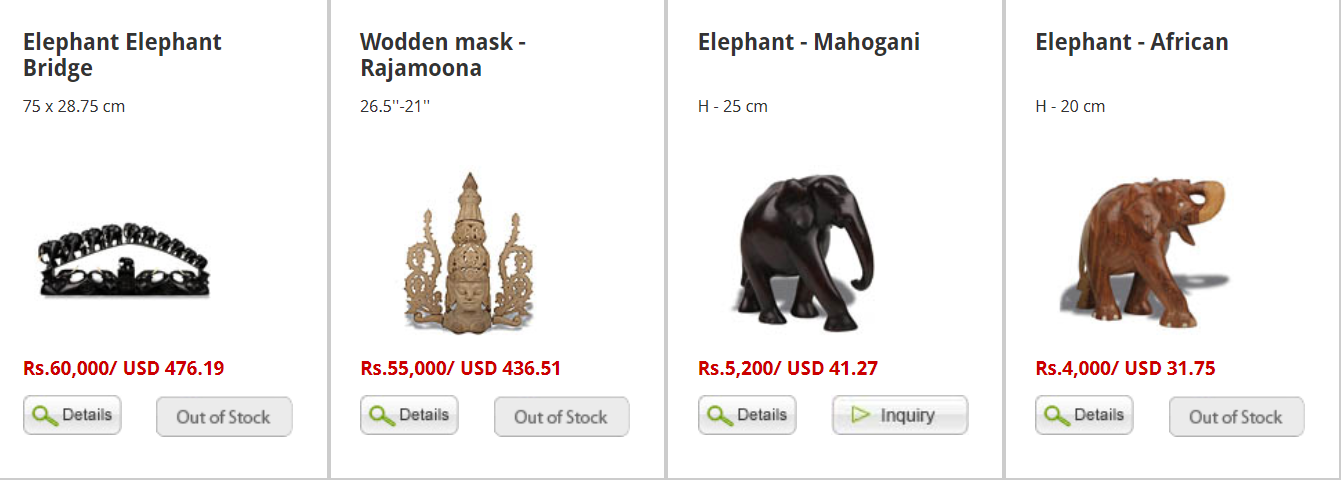 Elephant Elephant
Bridge
75 x 28.75 cm
Rs.60,000/ USD 476.19
Details
Out of Stock
Wodden mask -
Rajamoona
26.5''-21''
Rs.55,000/ USD 436.51
Details
Out of Stock
Elephant - Mahogani
H - 25 cm
Rs.5,200/ USD 41.27
Details
Inquiry
Elephant - African
H - 20 cm
Rs.4,000/ USD 31.75
Details
Out of Stock